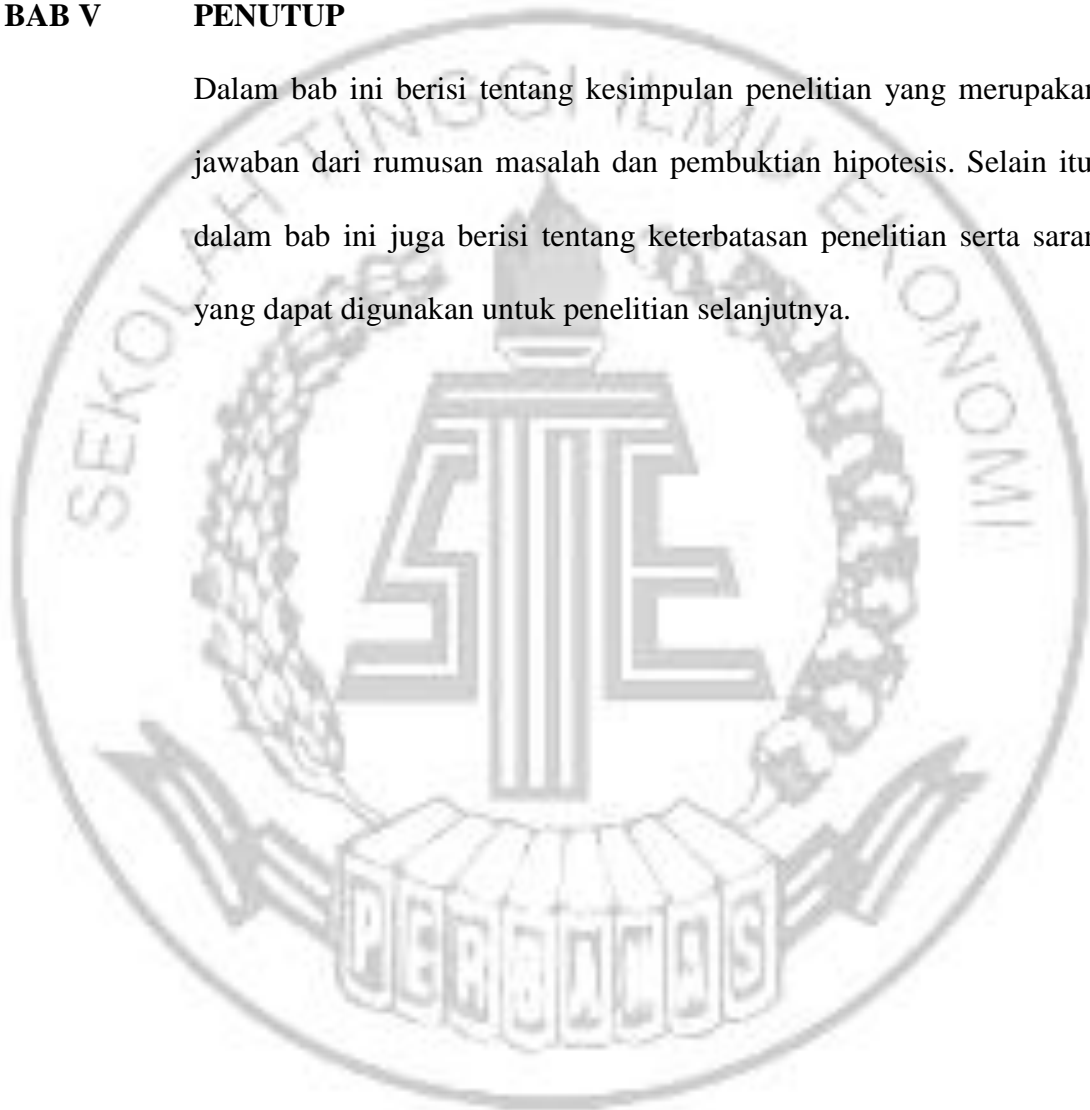 BAB V PENUTUP
Dalam bab ini berisi tentang kesimpulan penelitian yang merupakan
jawaban dari rumusan masalah dan pembuktian hipotesis. Selain itu
dalam bab ini juga berisi tentang keterbatasan penelitian serta saran
yang dapat digunakan untuk penelitian selanjutnya.
SEKOLAH TINGGI ILMU EKONOMI
STIE
PERBANAS